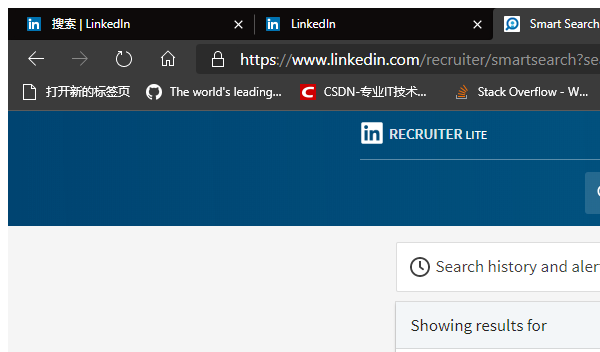 搜索 | LinkedIn
LinkedIn
Smart Search
https://www.linkedin.com/recruiter/smartsearch?se
打开新的标签页
The world's leading...
CSDN-专业IT技术...
Stack Overflow - W...
in RECRUITER LITE
Search history and aler
Showing results for